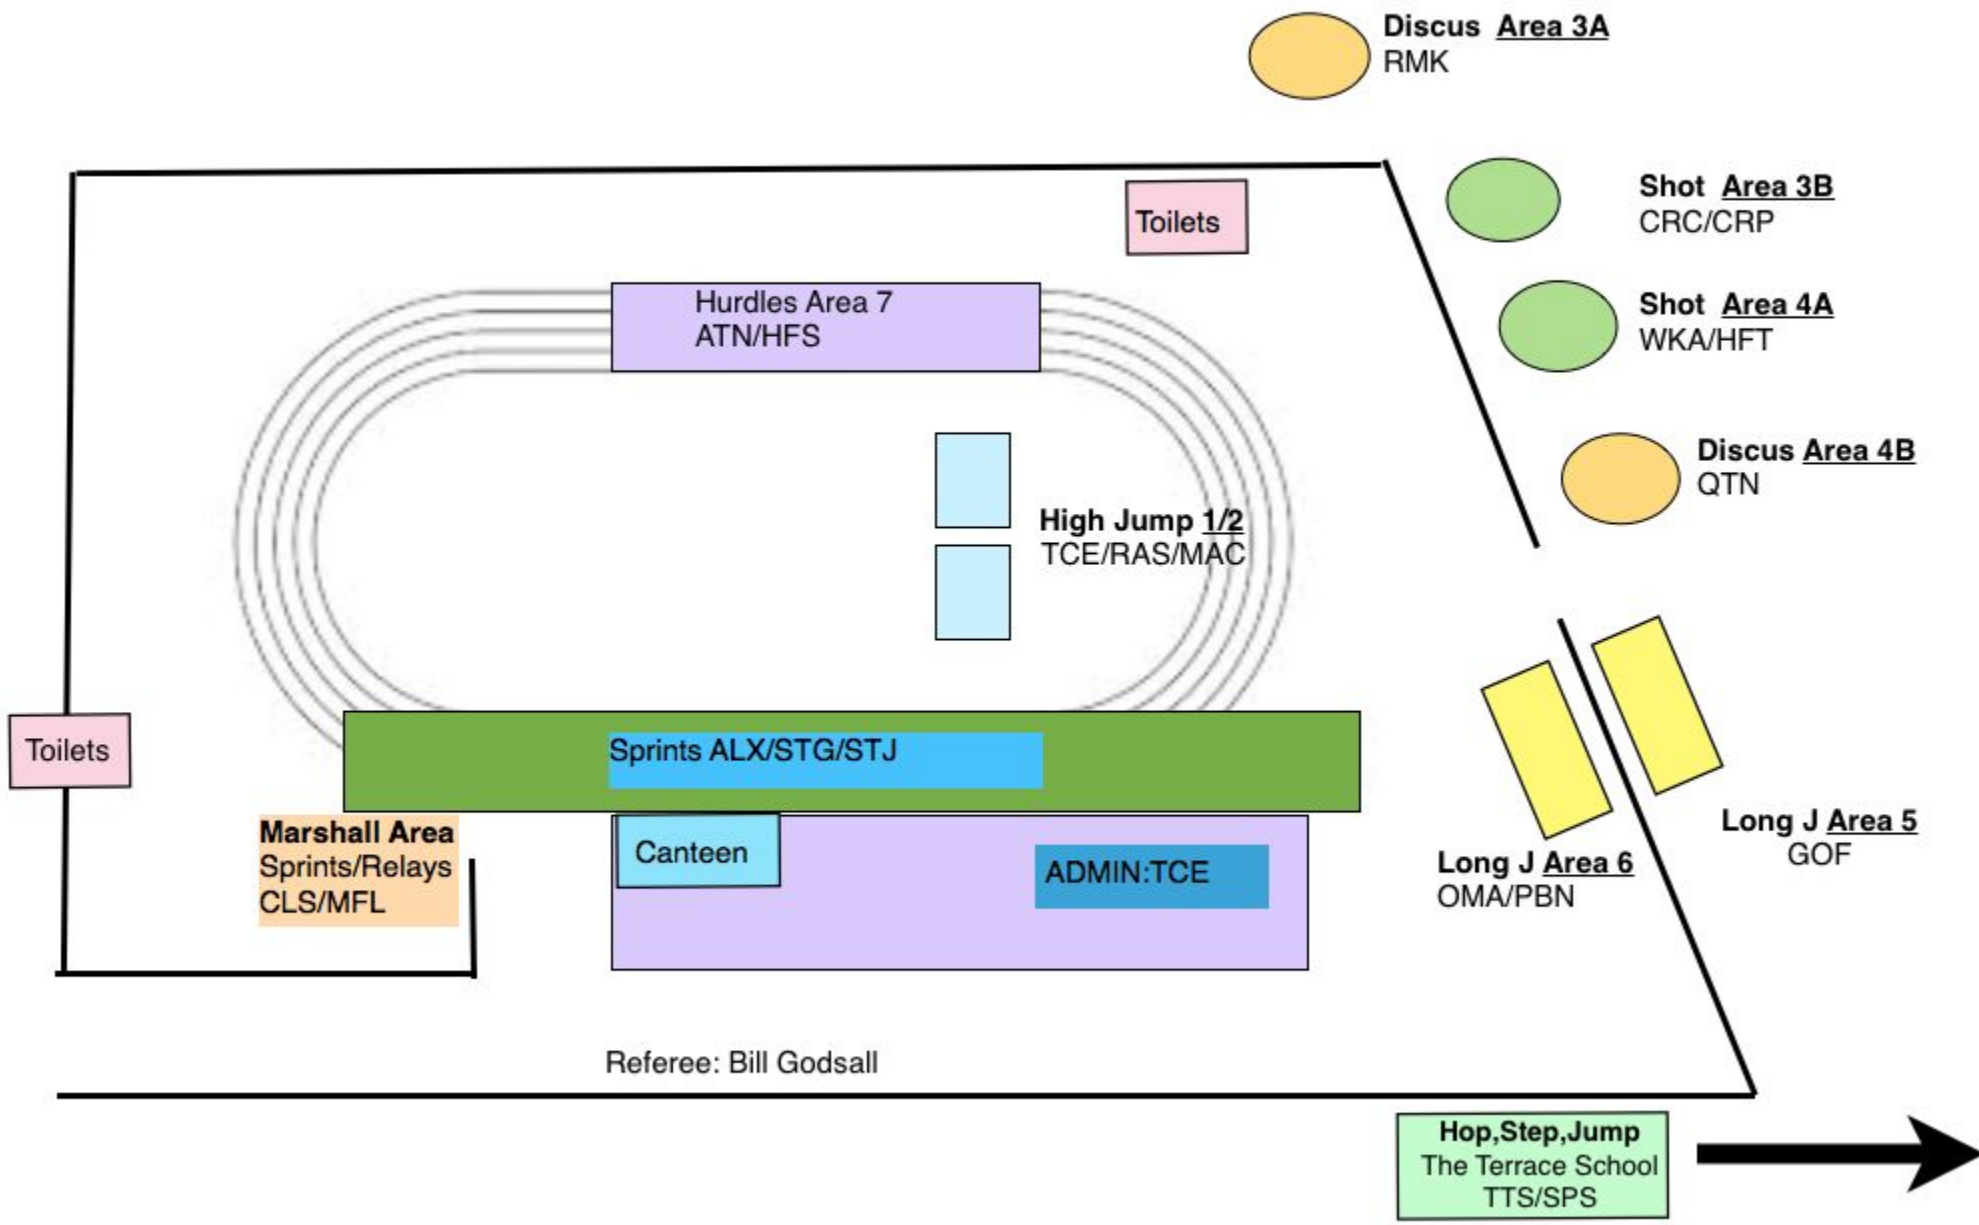 Discus Area 3A
RMK
Shot Area 3B
CRC/CRP
Toilets
Hurdles Area 7
ATN/HFS
Shot Area 4A
WKA/HFT
Discus Area 4B
QTN
High Jump 1/2
TCE/RAS/MAC
Toilets
Sprints ALX/STG/STJ
Marshall Area
Sprints/Relays
CLS/MFL
Canteen
ADMIN:TCE
Long J Area 5
GOF
Long J Area 6
OMA/PBN
Referee: Bill Godsall
Hop,Step,Jump
The Terrace School
TTS/SPS